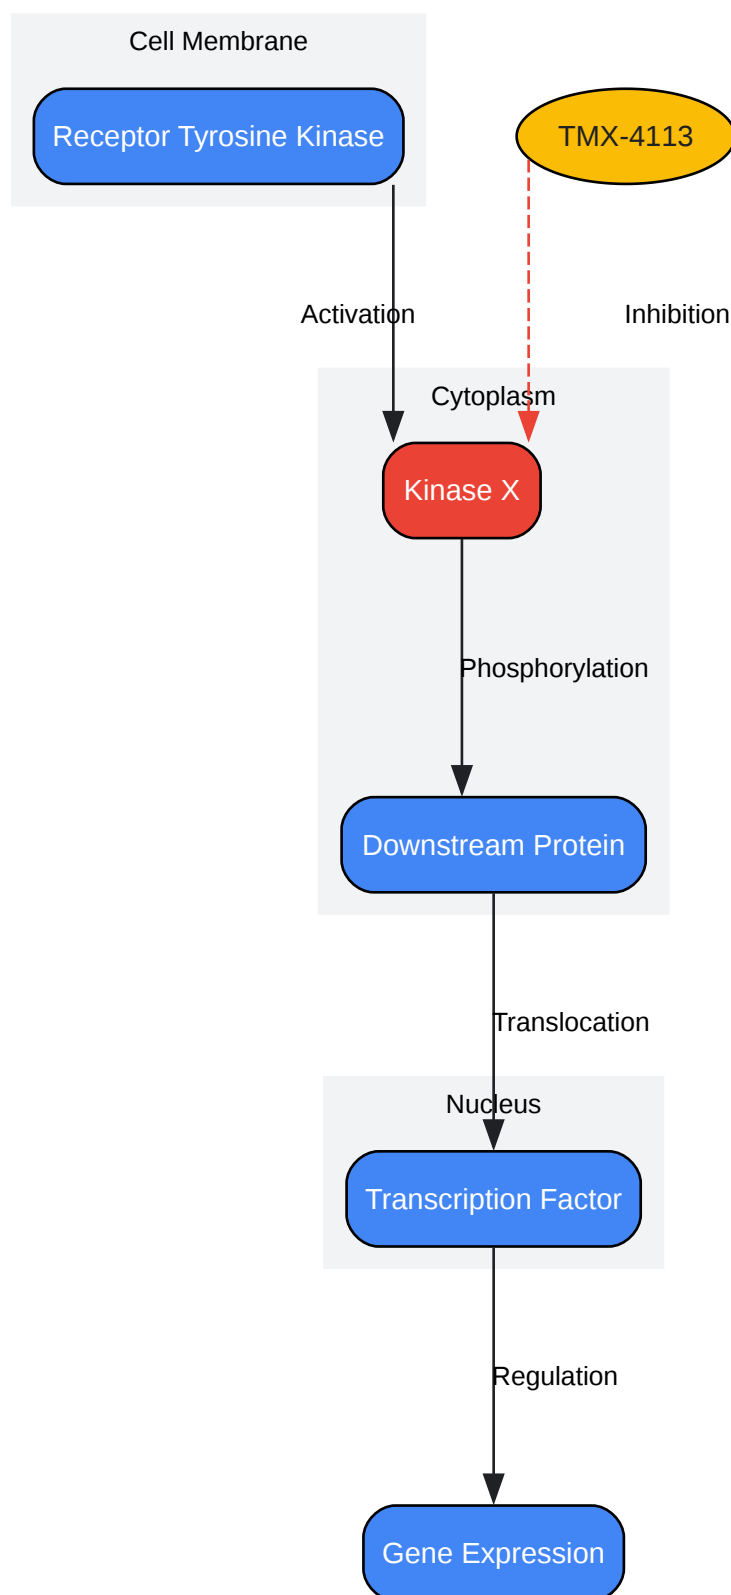 Cell Membrane
Receptor Tyrosine Kinase
TMX-4113
Activation
Inhibition
Cytoplasm
Kinase X
Phosphorylation
Downstream Protein
Translocation
Nucleus
Transcription Factor
Regulation
Gene Expression